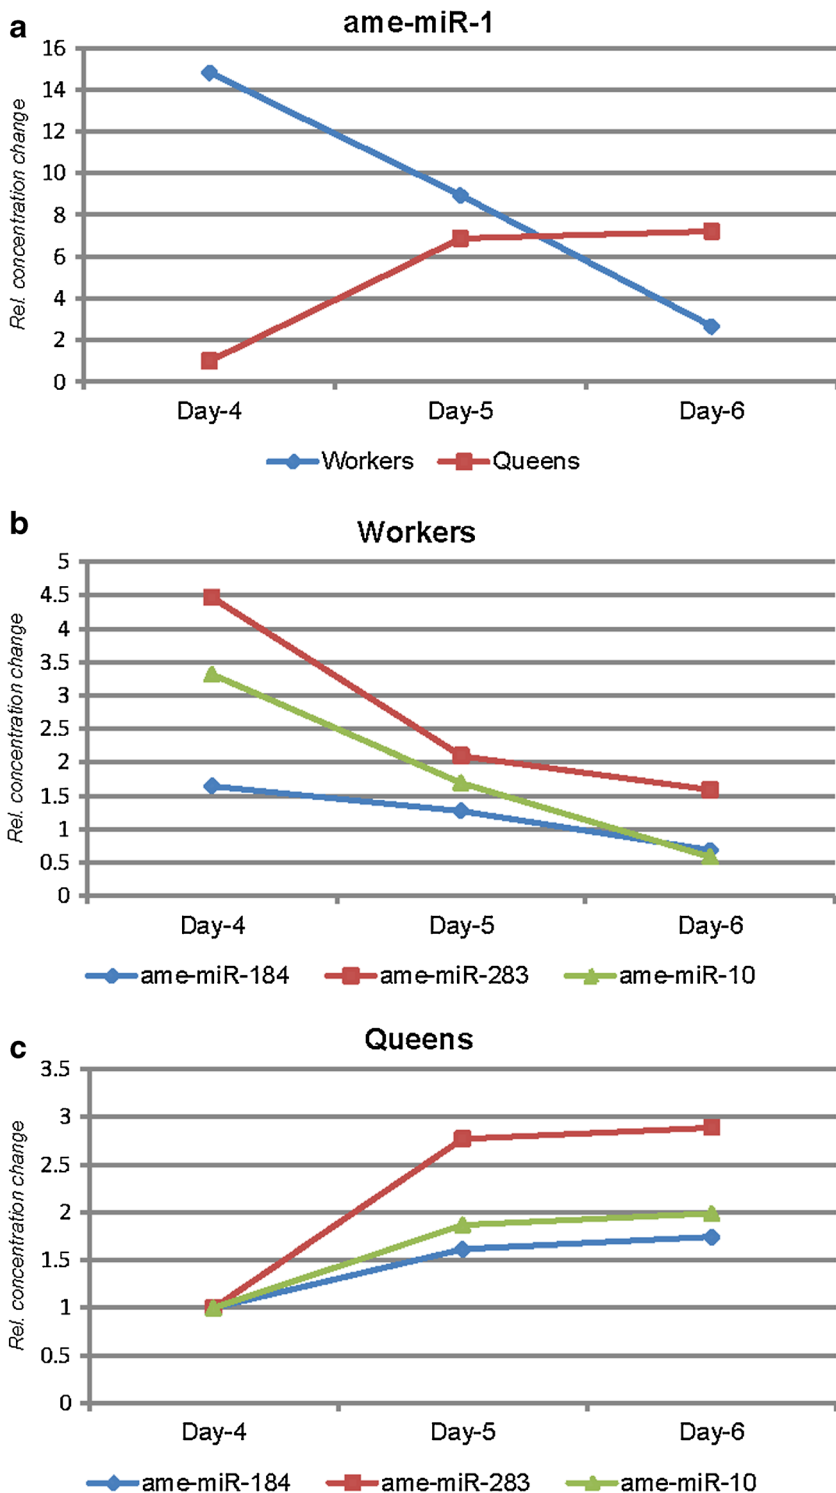 a
ame-miR-1
Rel. concentration change
16
14
12
10
8
6
4
2
0
Day-4 Day-5 Day-6
Workers Queens
b
Workers
Rel. concentration change
5
4.5
4
3.5
3
2.5
2
1.5
1
0.5
0
Day-4 Day-5 Day-6
ame-miR-184 ame-miR-283 ame-miR-10
c
Queens
Rel. concentration change
3.5
3
2.5
2
1.5
1
0.5
0
Day-4 Day-5 Day-6
ame-miR-184 ame-miR-283 ame-miR-10